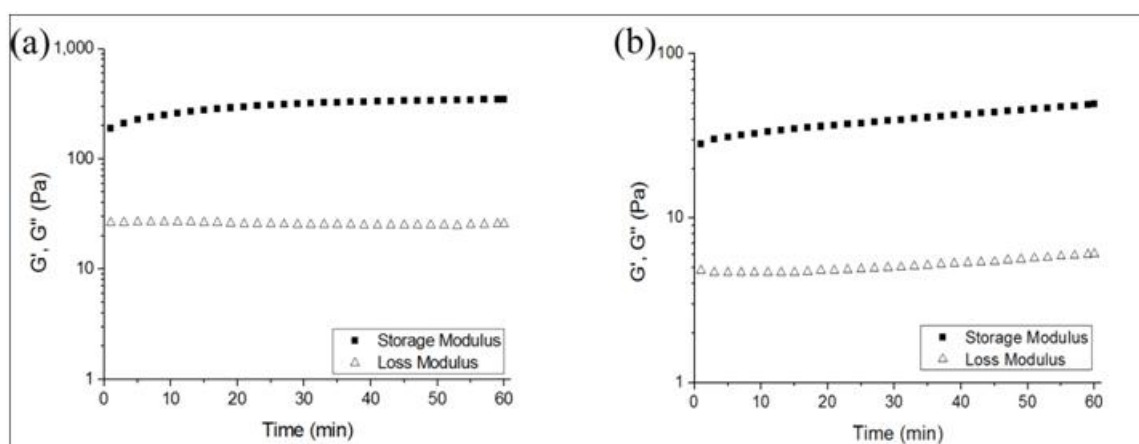 (a)
1,000
100
10
1
G', G'' (Pa)
0 10 20 30 40 50 60
Time (min)
Storage Modulus
Loss Modulus
(b)
100
10
1
G', G'' (Pa)
0 10 20 30 40 50 60
Time (min)
Storage Modulus
Loss Modulus